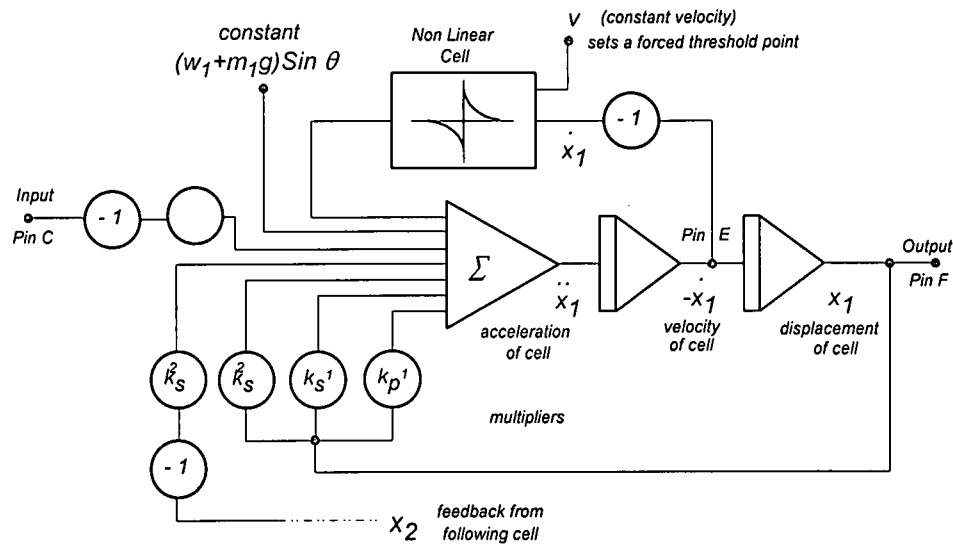 constant
(w₁+m₁g)Sin θ
Non Linear
Cell
V (constant velocity)
sets a forced threshold point
ẋ₁
- 1
Input
Pin C
- 1
Σ
ẍ₁
acceleration
of cell
Pin E
-ẋ₁
velocity
of cell
x₁
displacement
of cell
Output
Pin F
k²ₛ
k²ₛ
kₛ¹
kₚ¹
multipliers
- 1
x₂
feedback from
following cell